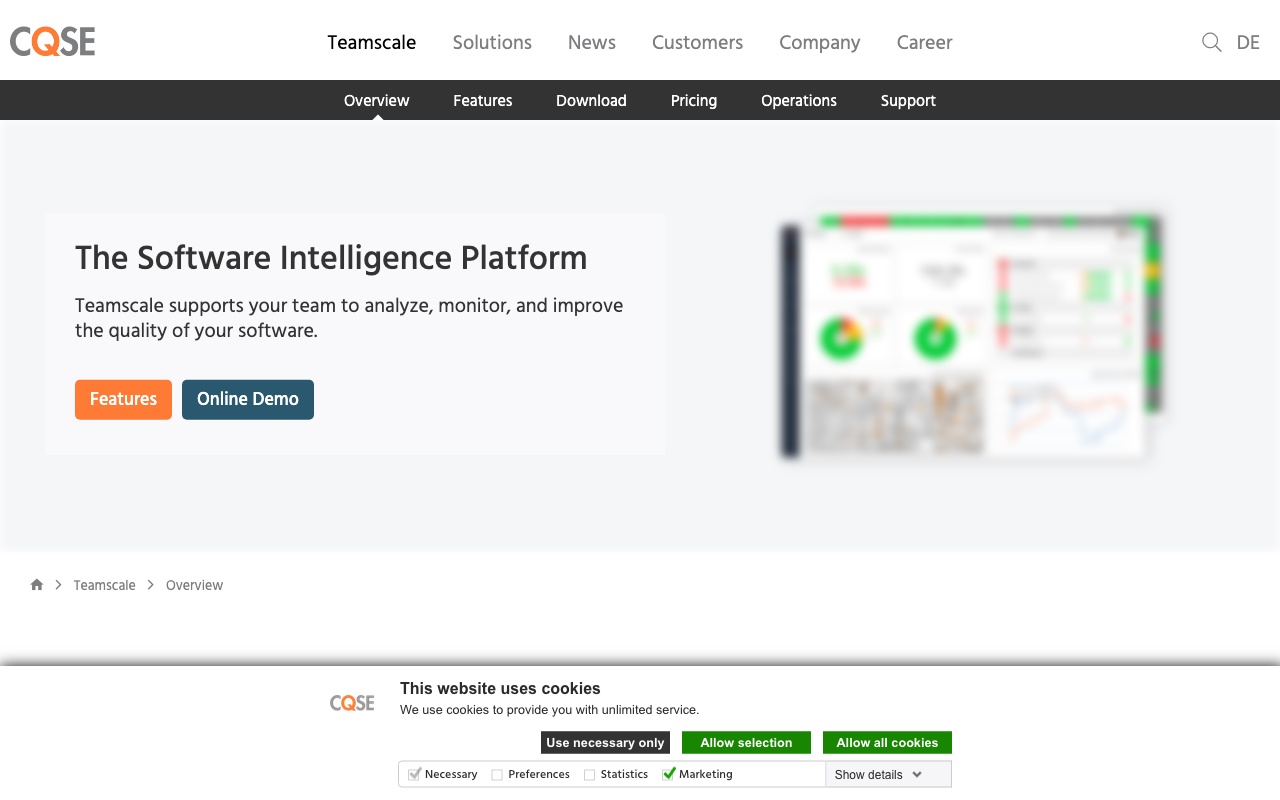 CQSE
Teamscale Solutions News Customers Company Career
DE
Overview Features Download Pricing Operations Support
The Software Intelligence Platform
Teamscale supports your team to analyze, monitor, and improve
the quality of your software.
Features Online Demo
Teamscale Overview
CQSE
This website uses cookies
We use cookies to provide you with unlimited service.
Use necessary only Allow selection Allow all cookies
Necessary Preferences Statistics Marketing Show details